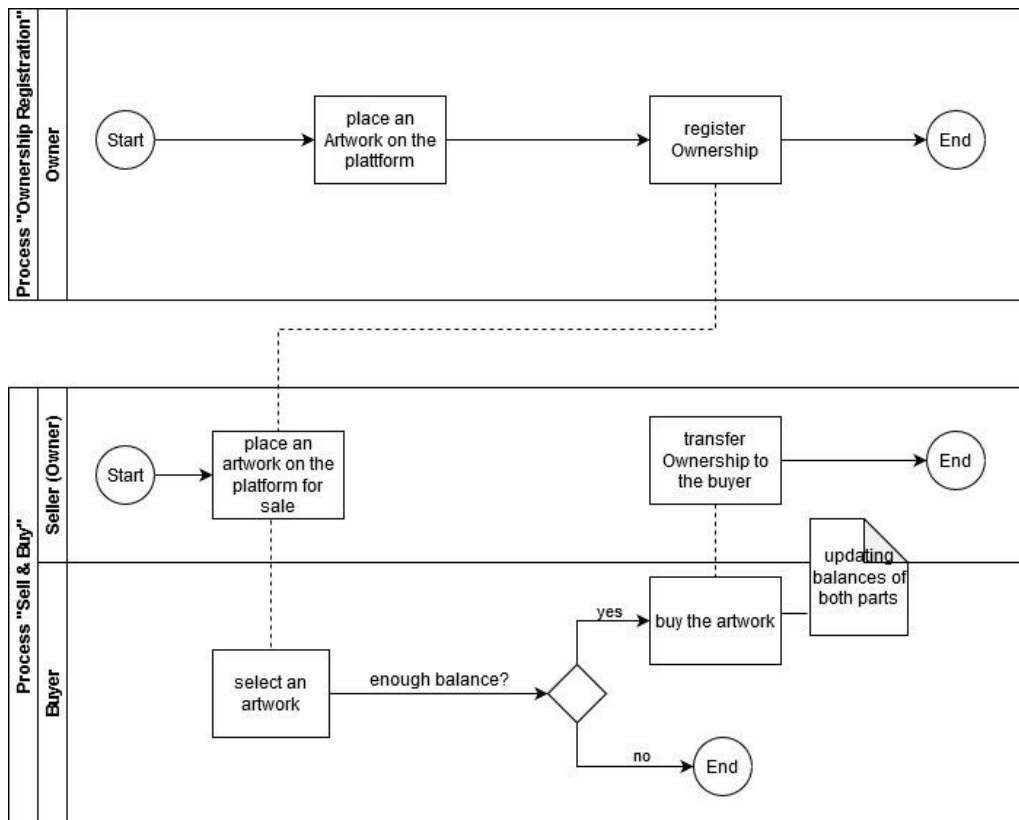 Process "Ownership Registration"
Owner
Start
place an
Artwork on the
plattform
register
Ownership
End
Process "Sell & Buy"
Seller (Owner)
Start
place an
artwork on the
platform for
sale
transfer
Ownership to
the buyer
End
updating
balances of
both parts
Buyer
select an
artwork
enough balance?
yes
buy the artwork
no
End